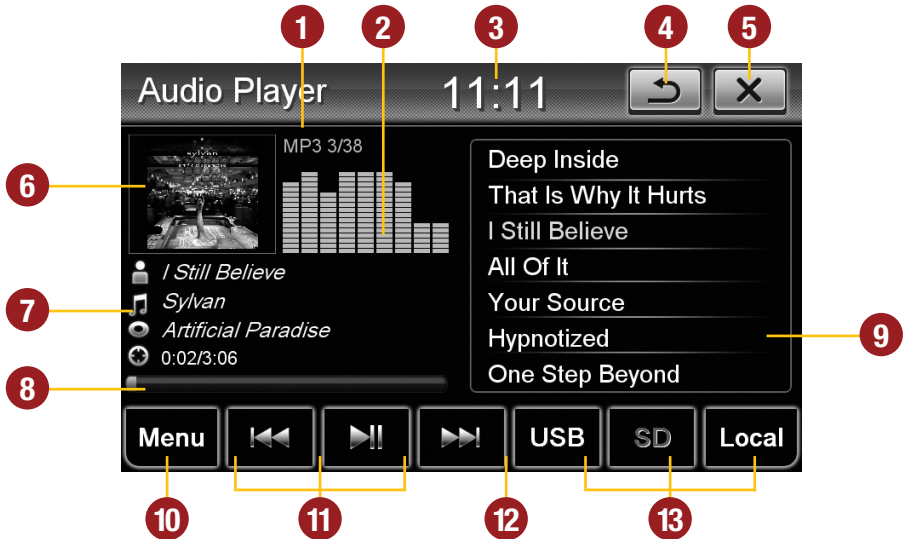 1 2 3 4 5
Audio Player 11:11
MP3 3/38
6
7
8
I Still Believe
Sylvan
Artificial Paradise
0:02/3:06
Deep Inside
That Is Why It Hurts
I Still Believe
All Of It
Your Source
Hypnotized
One Step Beyond
9
Menu USB SD Local
10 11 12 13